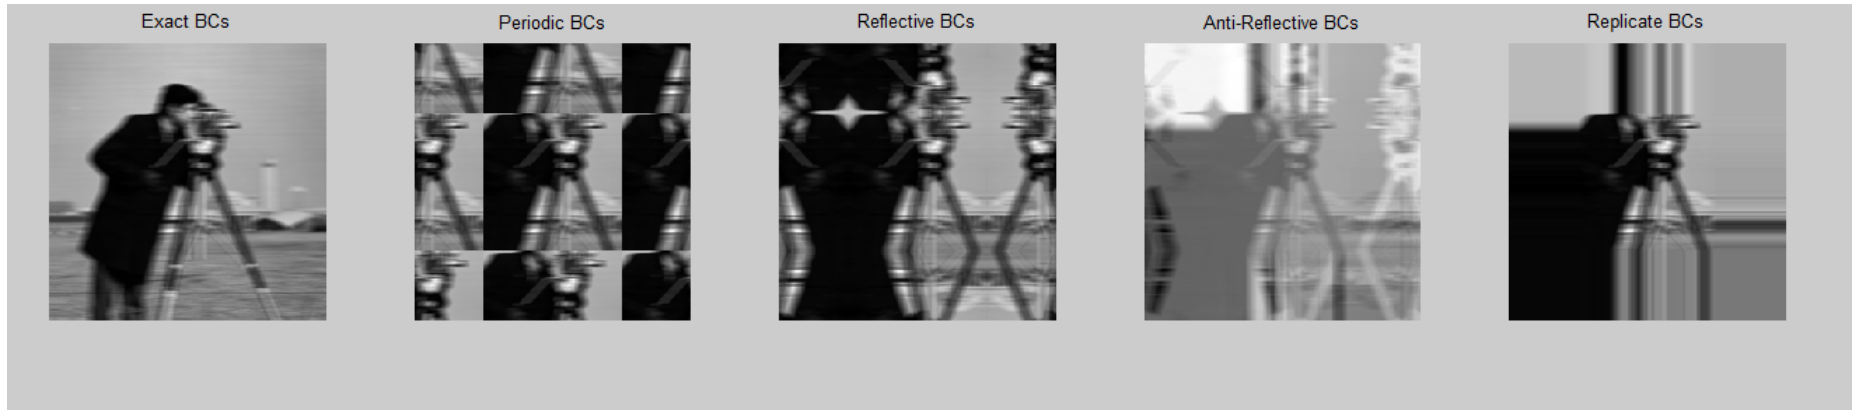 Exact BCs
Periodic BCs
Reflective BCs
Anti-Reflective BCs
Replicate BCs